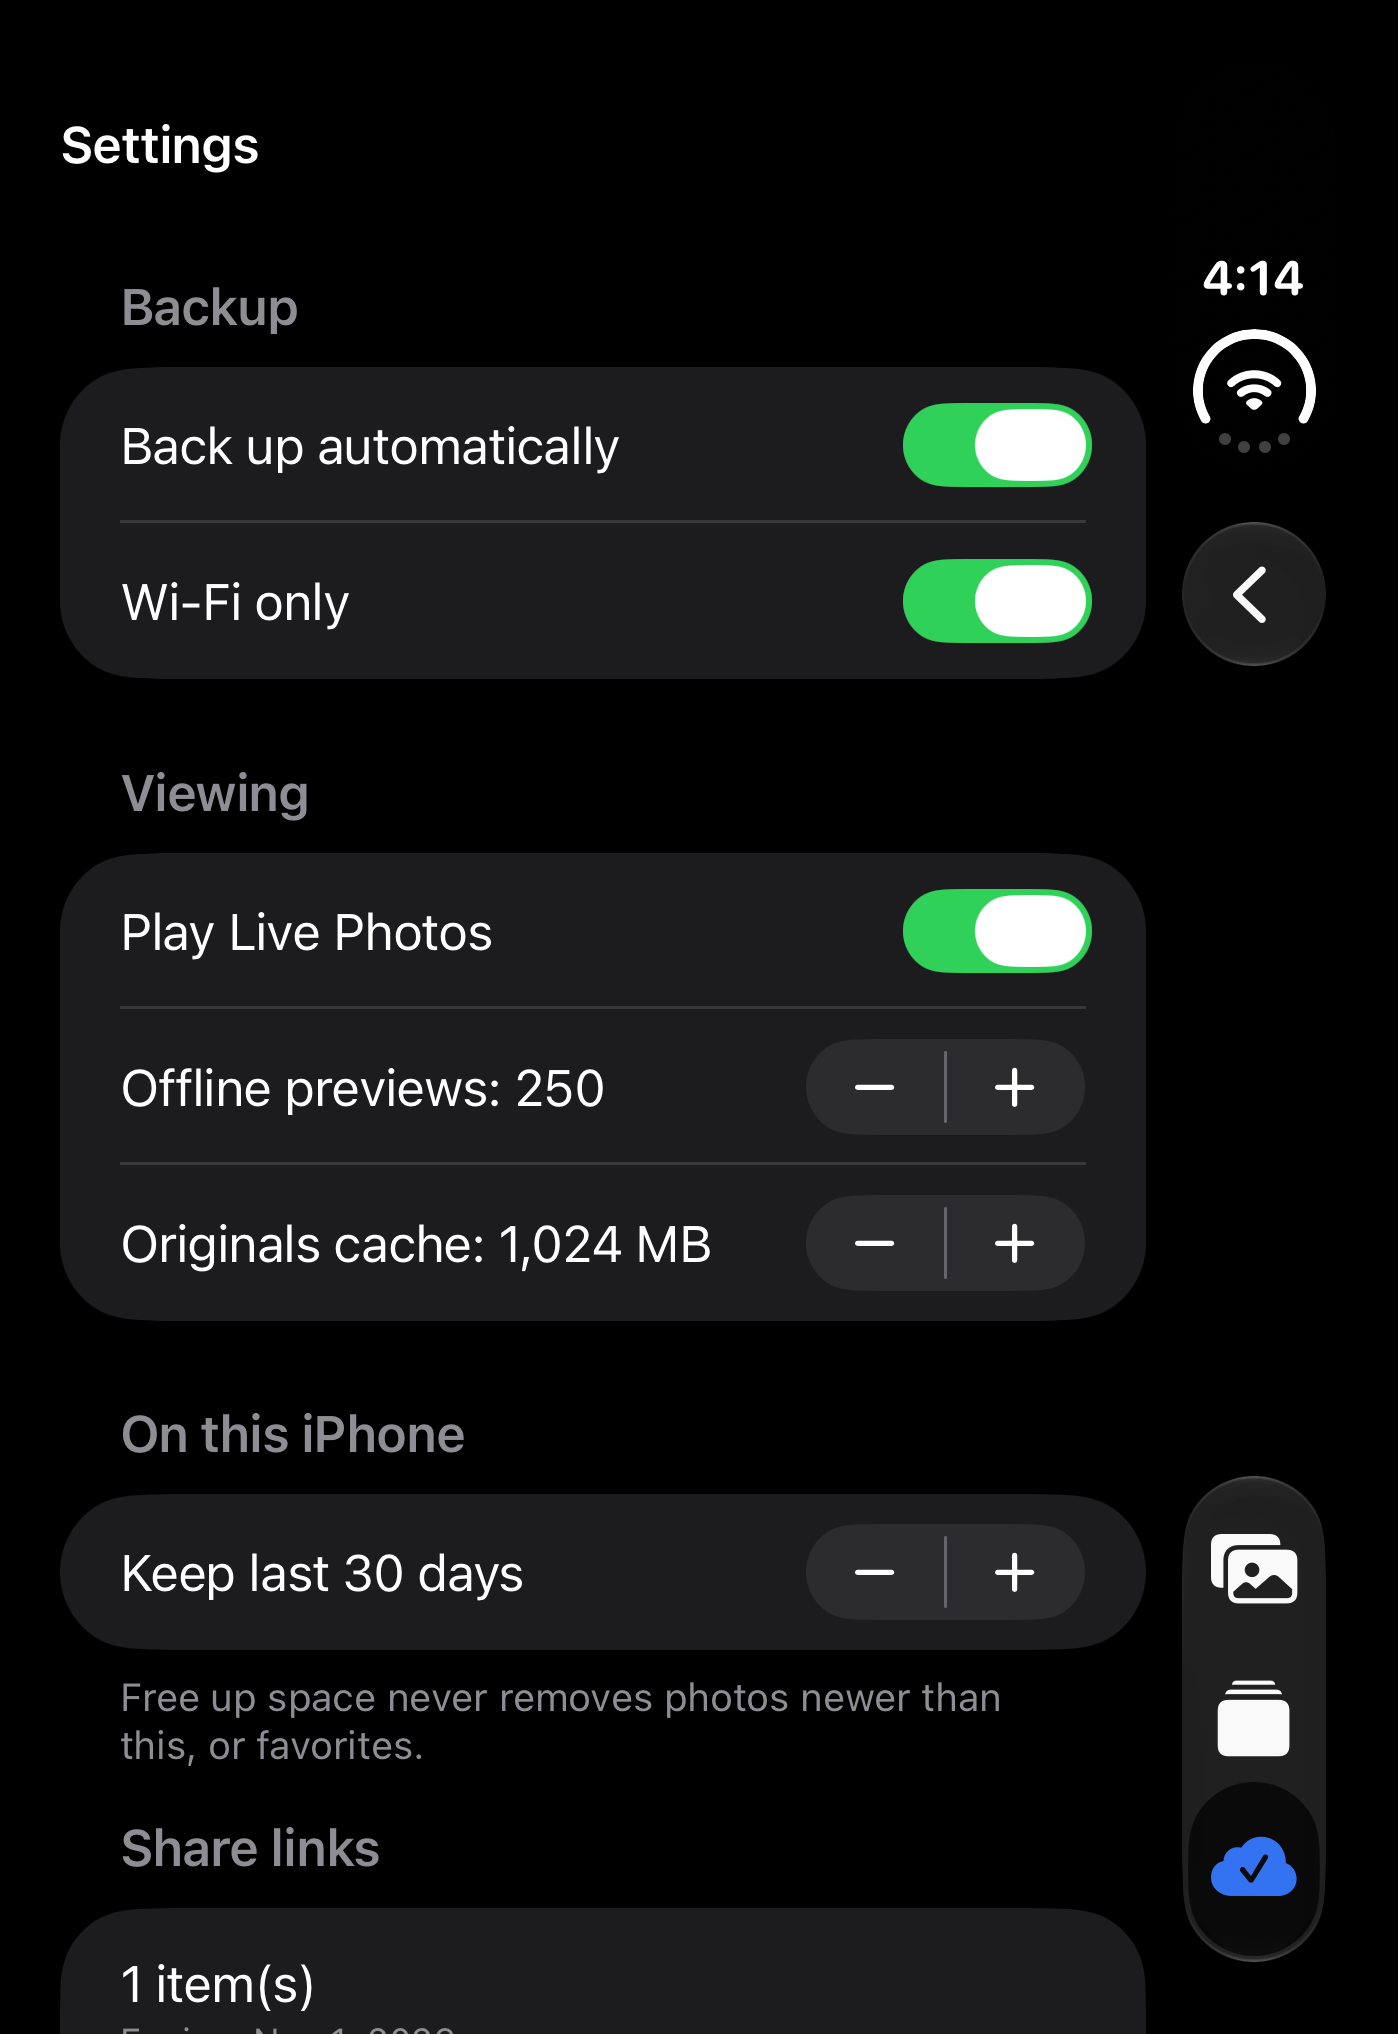 Settings
4:14
Backup
Back up automatically
Wi-Fi only
Viewing
Play Live Photos
Offline previews: 250
Originals cache: 1,024 MB
On this iPhone
Keep last 30 days
Free up space never removes photos newer than
this, or favorites.
Share links
1 item(s)